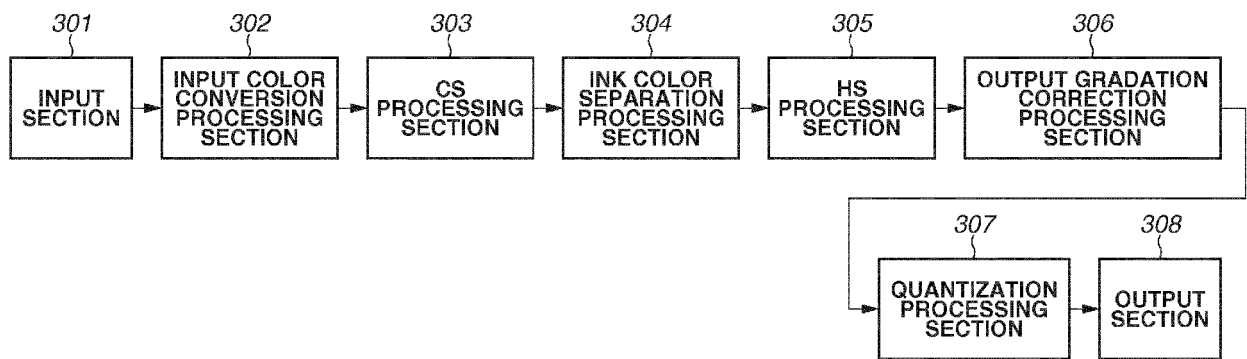 301
302
303
304
305
306
INPUT
SECTION
INPUT COLOR
CONVERSION
PROCESSING
SECTION
CS
PROCESSING
SECTION
INK COLOR
SEPARATION
PROCESSING
SECTION
HS
PROCESSING
SECTION
OUTPUT GRADATION
CORRECTION
PROCESSING
SECTION
307
308
QUANTIZATION
PROCESSING
SECTION
OUTPUT
SECTION